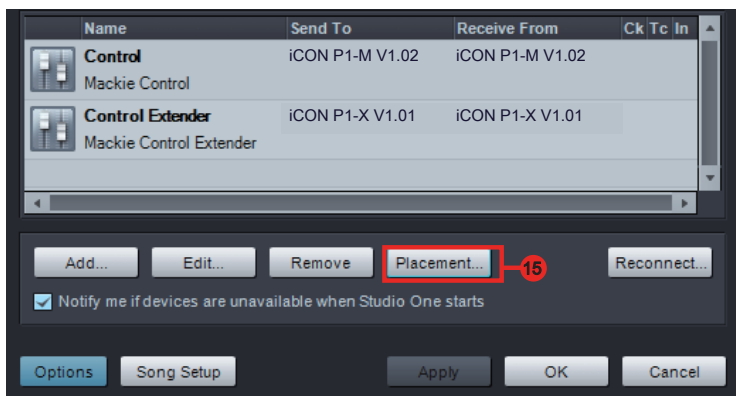 Name Send To Receive From Ck Tc In
Control iCON P1-M V1.02 iCON P1-M V1.02
Mackie Control
Control Extender iCON P1-X V1.01 iCON P1-X V1.01
Mackie Control Extender
Add... Edit... Remove Placement... 15 Reconnect...
Notify me if devices are unavailable when Studio One starts
Options Song Setup Apply OK Cancel